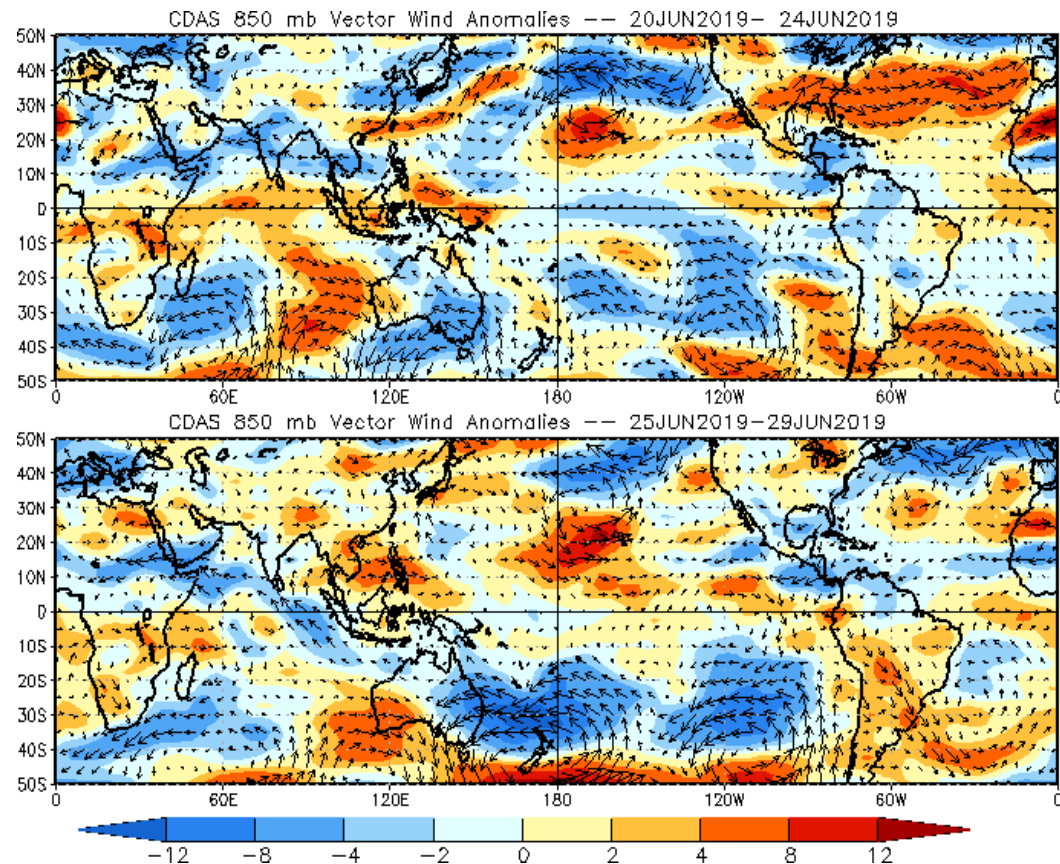 CDAS 850 mb Vector Wind Anomalies -- 20JUN2019- 24JUN2019
50N
40N
30N
20N
10N
0
10S
20S
30S
40S
50S
0 60E 120E 180 120W 60W 0
CDAS 850 mb Vector Wind Anomalies -- 25JUN2019-29JUN2019
50N
40N
30N
20N
10N
0
10S
20S
30S
40S
50S
0 60E 120E 180 120W 60W 0
-12 -8 -4 -2 0 2 4 8 12